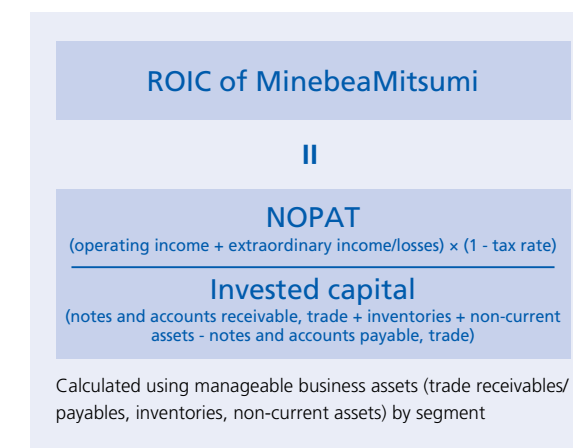 ROIC of MinebeaMitsumi
=
NOPAT
(operating income + extraordinary income/losses) × (1 - tax rate)
Invested capital
(notes and accounts receivable, trade + inventories + non-current
assets - notes and accounts payable, trade)
Calculated using manageable business assets (trade receivables/
payables, inventories, non-current assets) by segment